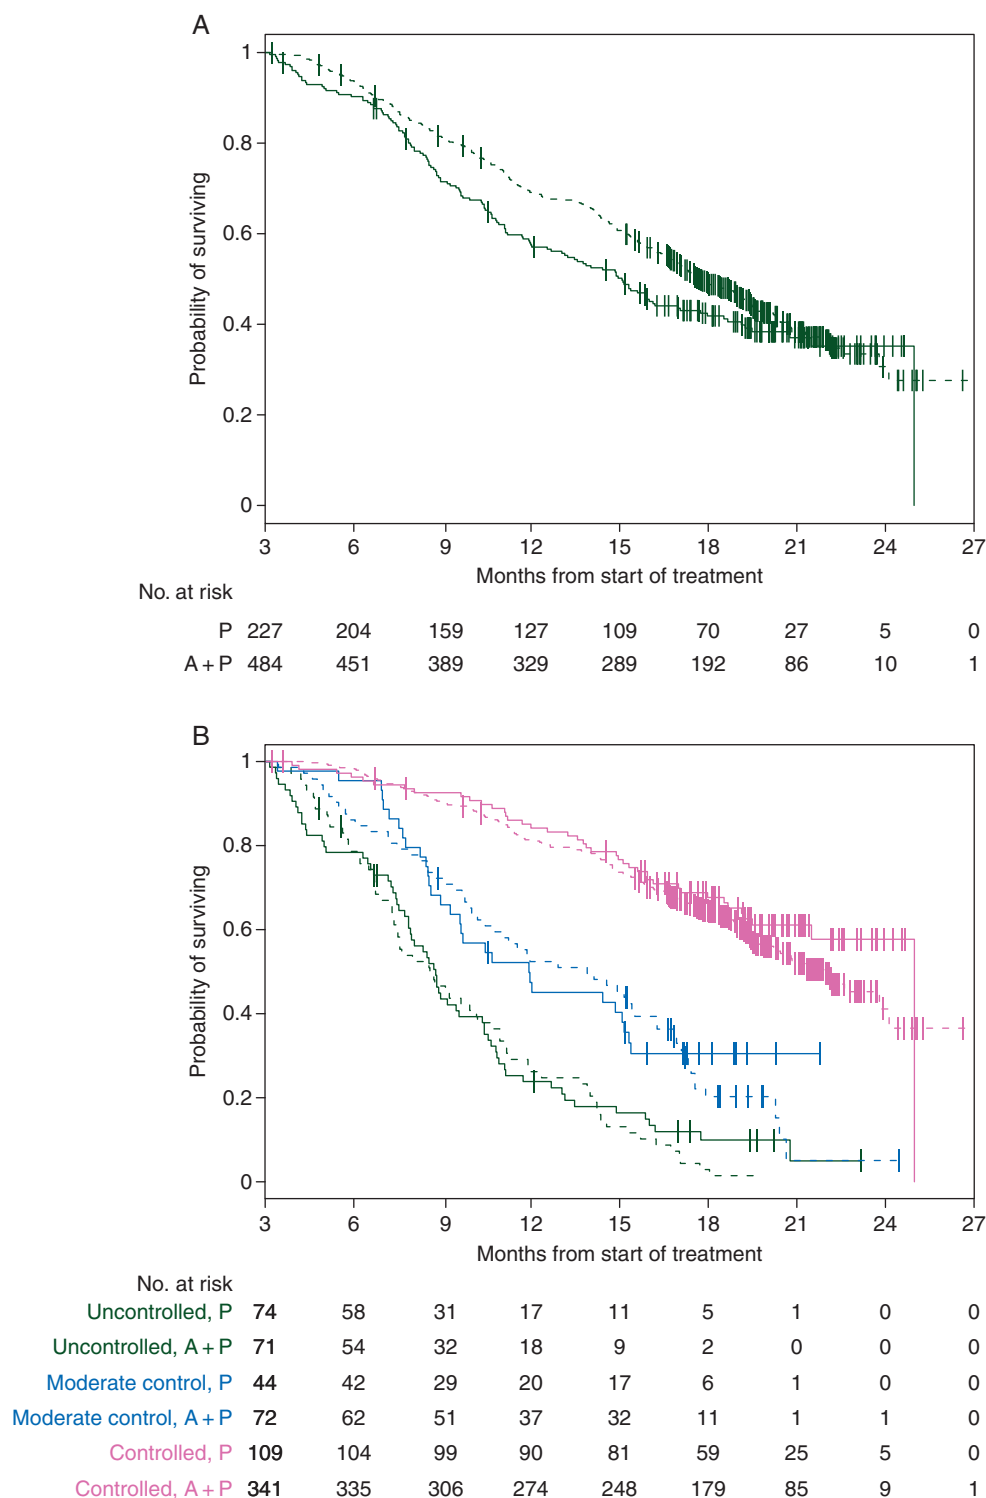 A
Probability of surviving
1
0.8
0.6
0.4
0.2
0
3 6 9 12 15 18 21 24 27
Months from start of treatment
No. at risk
P 227 204 159 127 109 70 27 5 0
A + P 484 451 389 329 289 192 86 10 1
B
Probability of surviving
1
0.8
0.6
0.4
0.2
0
3 6 9 12 15 18 21 24 27
Months from start of treatment
No. at risk
Uncontrolled, P 74 58 31 17 11 5 1 0 0
Uncontrolled, A + P 71 54 32 18 9 2 0 0 0
Moderate control, P 44 42 29 20 17 6 1 0 0
Moderate control, A + P 72 62 51 37 32 11 1 1 0
Controlled, P 109 104 99 90 81 59 25 5 0
Controlled, A + P 341 335 306 274 248 179 85 9 1